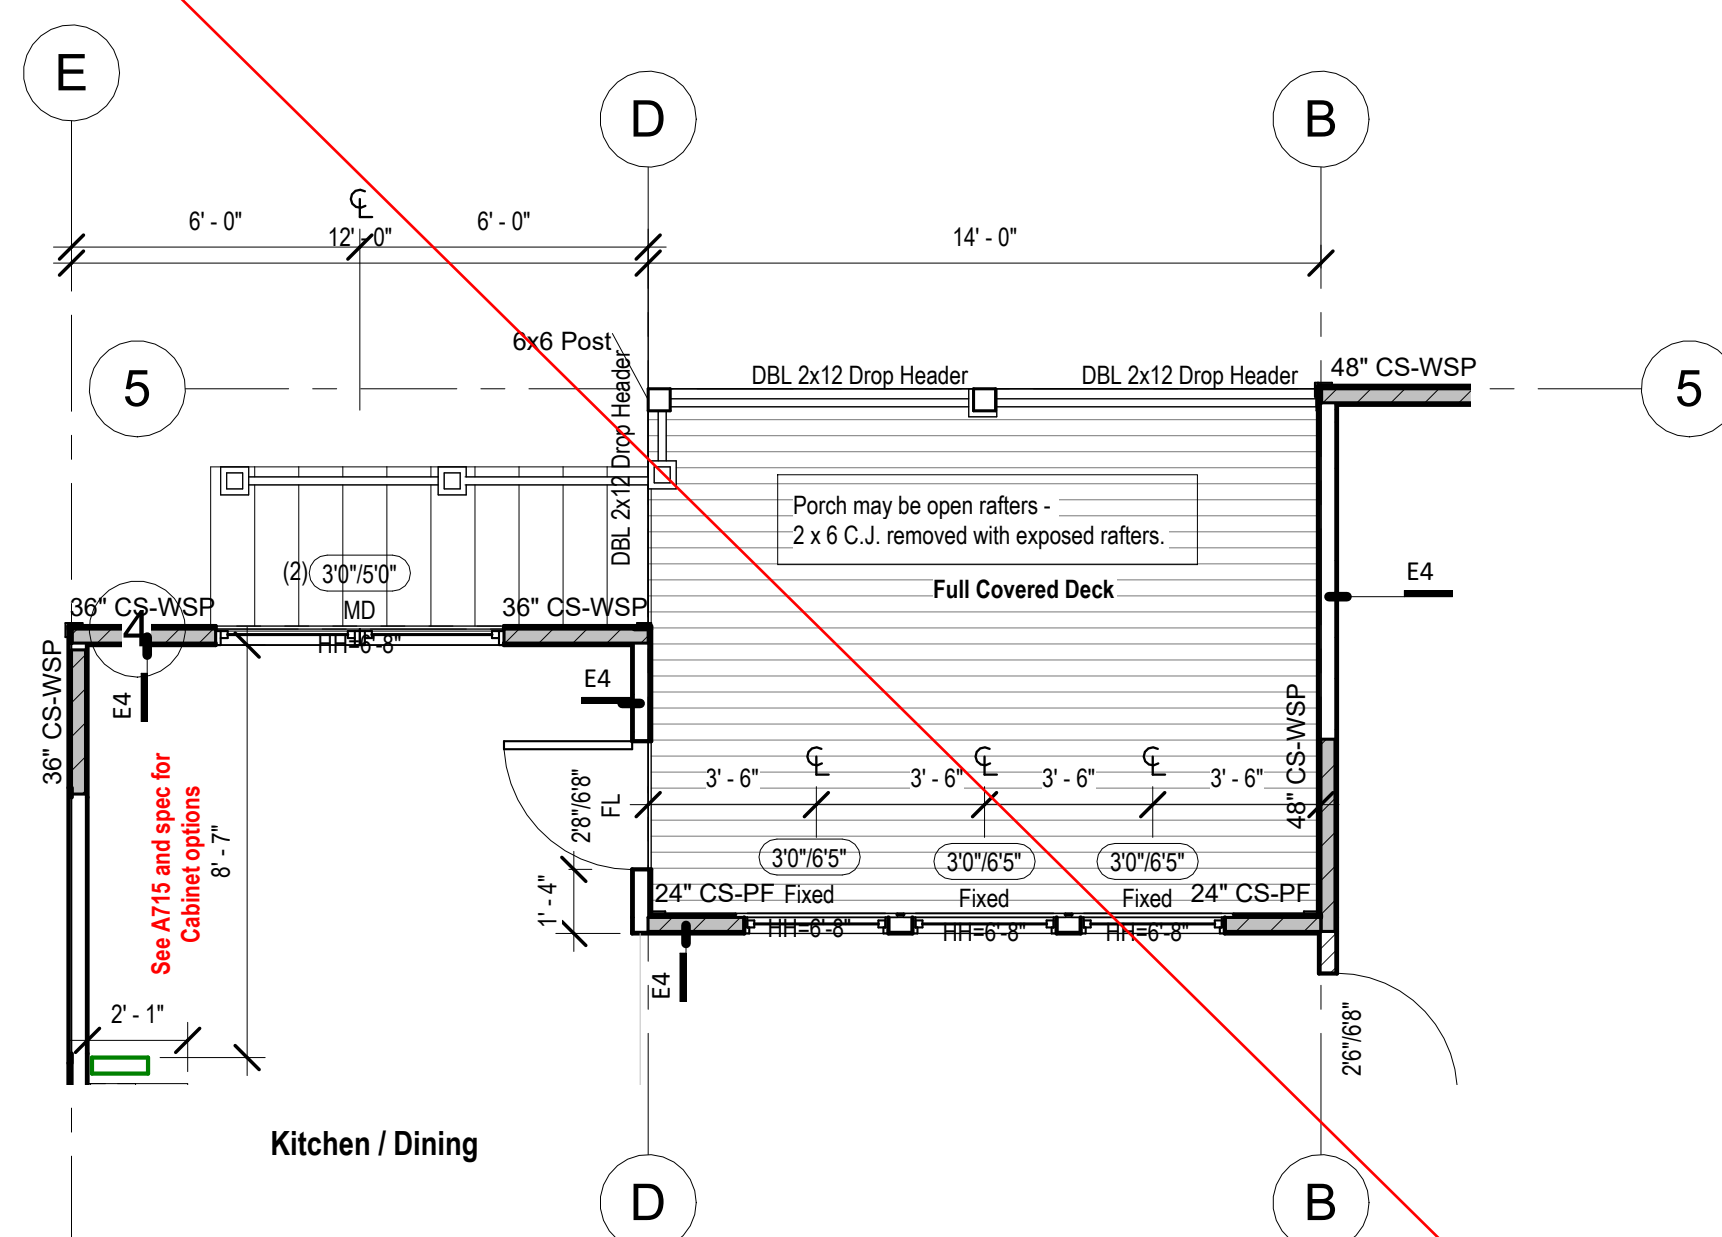 E
D
B
6' - 0"
℄
6' - 0"
12' - 0"
14' - 0"
6x6 Post
5
DBL 2x12 Drop Header
DBL 2x12 Drop Header
DBL 2x12 Drop Header
48" CS-WSP
5
Porch may be open rafters -
2 x 6 C.J. removed with exposed rafters.
Full Covered Deck
(2) 3'0"/5'0"
MD
HH=6'-8"
36" CS-WSP
4
36" CS-WSP
36" CS-WSP
E4
E4
E4
See A715 and spec for
Cabinet options
8' - 7"
2'8"/6'8"
FL
1' - 4"
3' - 6"
℄
3' - 6"
℄
3' - 6"
℄
3' - 6"
48" CS-WSP
3'0"/6'5"
3'0"/6'5"
3'0"/6'5"
24" CS-PF
Fixed
Fixed
Fixed
24" CS-PF
HH=6'-8"
HH=6'-8"
HH=6'-8"
E4
2' - 1"
2'6"/6'8"
Kitchen / Dining
D
B